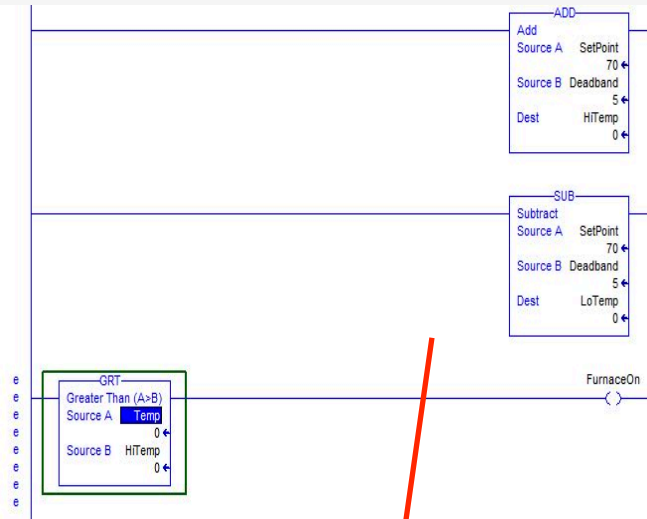 ADD
Add
Source A SetPoint
70
Source B Deadband
5
Dest HiTemp
0
SUB
Subtract
Source A SetPoint
70
Source B Deadband
5
Dest LoTemp
0
e
e
e
e
e
e
e
e
GRT
Greater Than (A>B)
Source A Temp
0
Source B HiTemp
0
FurnaceOn